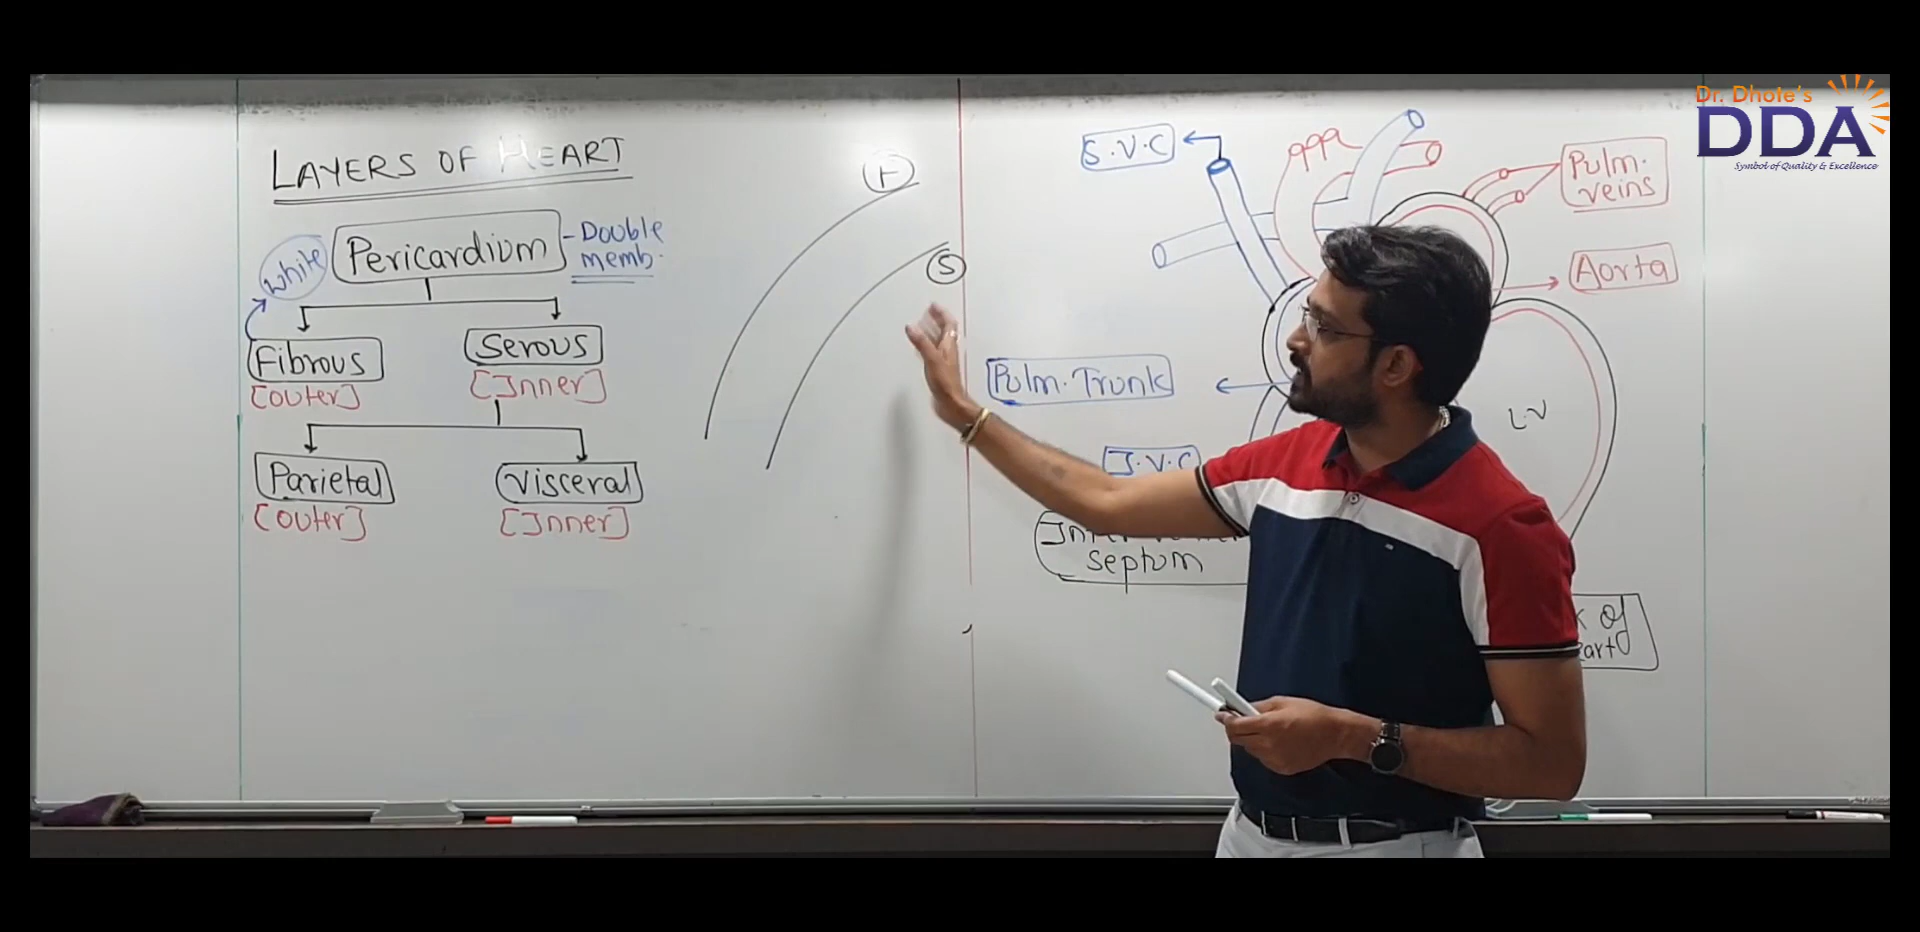 LAYERS OF HEART
Pericardium
- Double
memb.
White
Fibrous
[Outer]
Serous
[Inner]
Parietal
[Outer]
Visceral
[Inner]
F
S
S.V.C
Pulm.
veins
Aorta
Pulm. Trunk
L.V
I.V.C
septum
of
Dr. Dhole's
DDA
Symbol of Quality & Excellence